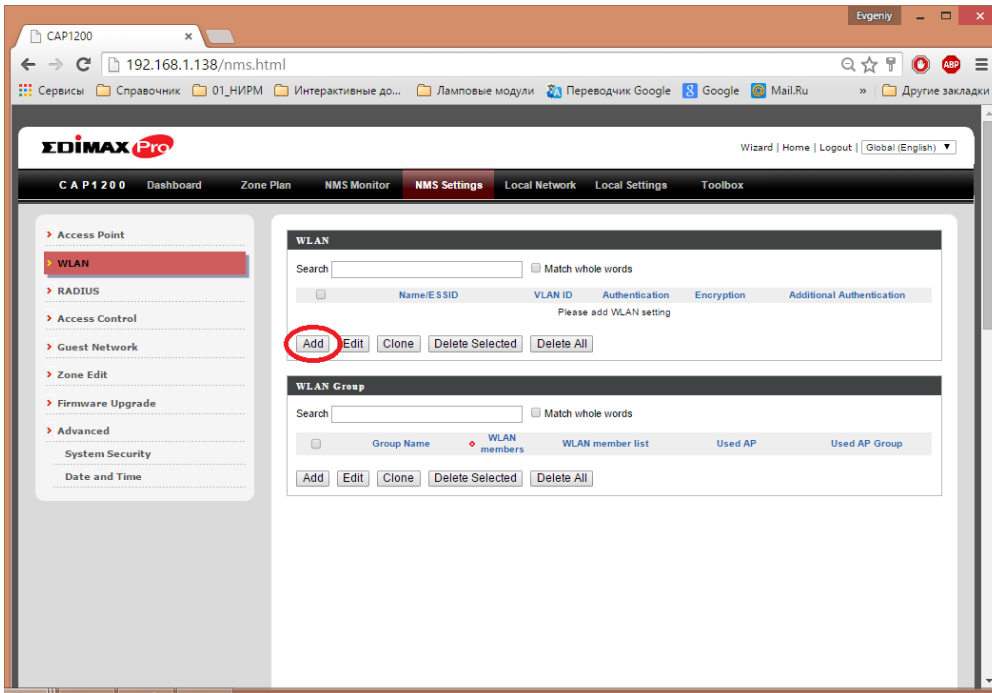 Evgeniy
CAP1200
192.168.1.138/nms.html
Сервисы Справочник 01_НИРМ Интерактивные до... Ламповые модули Переводчик Google Google Mail.Ru » Другие закладки
EDIMAX Pro
Wizard | Home | Logout | Global (English)
CAP1200 Dashboard Zone Plan NMS Monitor NMS Settings Local Network Local Settings Toolbox
Access Point
WLAN
RADIUS
Access Control
Guest Network
Zone Edit
Firmware Upgrade
Advanced
System Security
Date and Time
WLAN
Search Match whole words
Name/ESSID VLAN ID Authentication Encryption Additional Authentication
Please add WLAN setting
Add Edit Clone Delete Selected Delete All
WLAN Group
Search Match whole words
Group Name WLAN members WLAN member list Used AP Used AP Group
Add Edit Clone Delete Selected Delete All